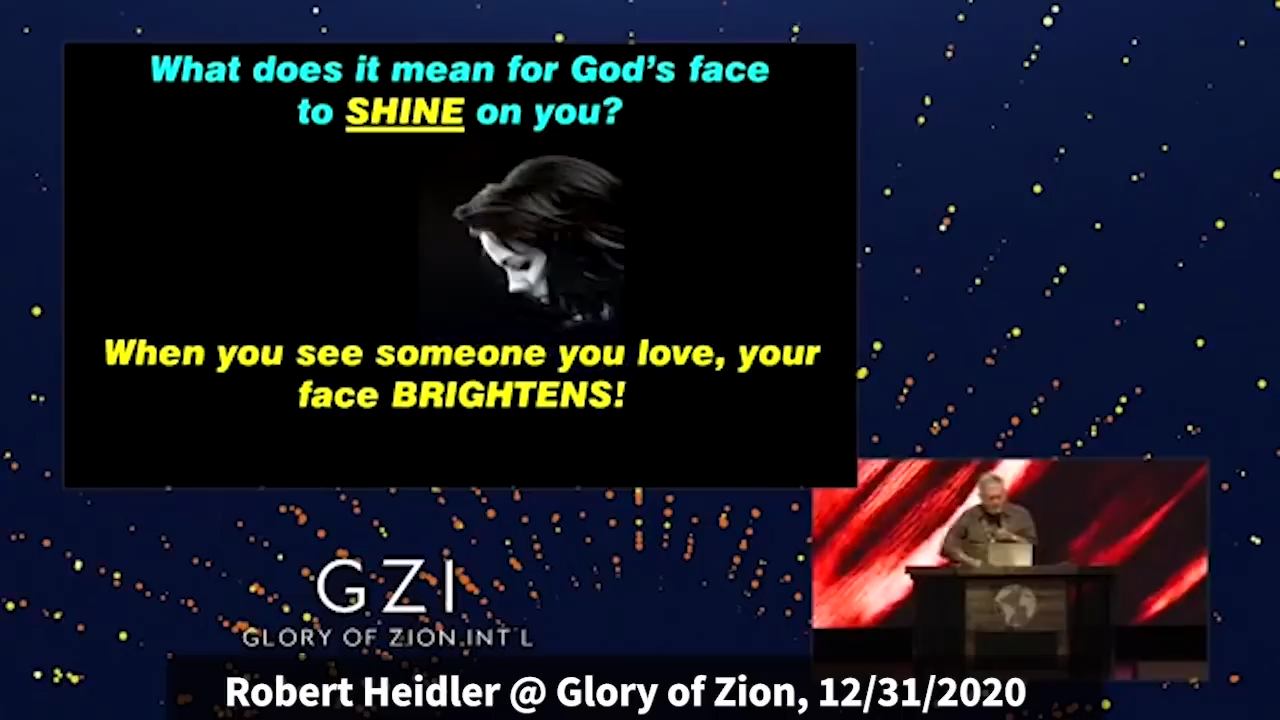 What does it mean for God's face
to SHINE on you?
When you see someone you love, your
face BRIGHTENS!
GZI
GLORY OF ZION INT'L
Robert Heidler @ Glory of Zion, 12/31/2020